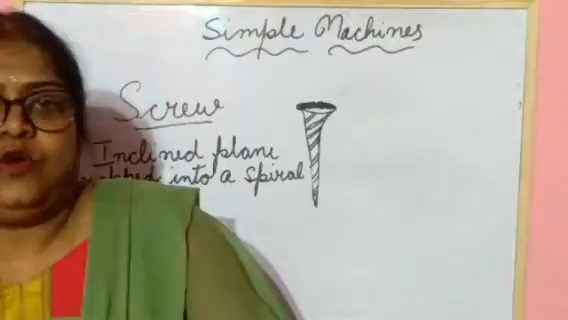 Simple Machines
Screw
Inclined plane
into a spiral